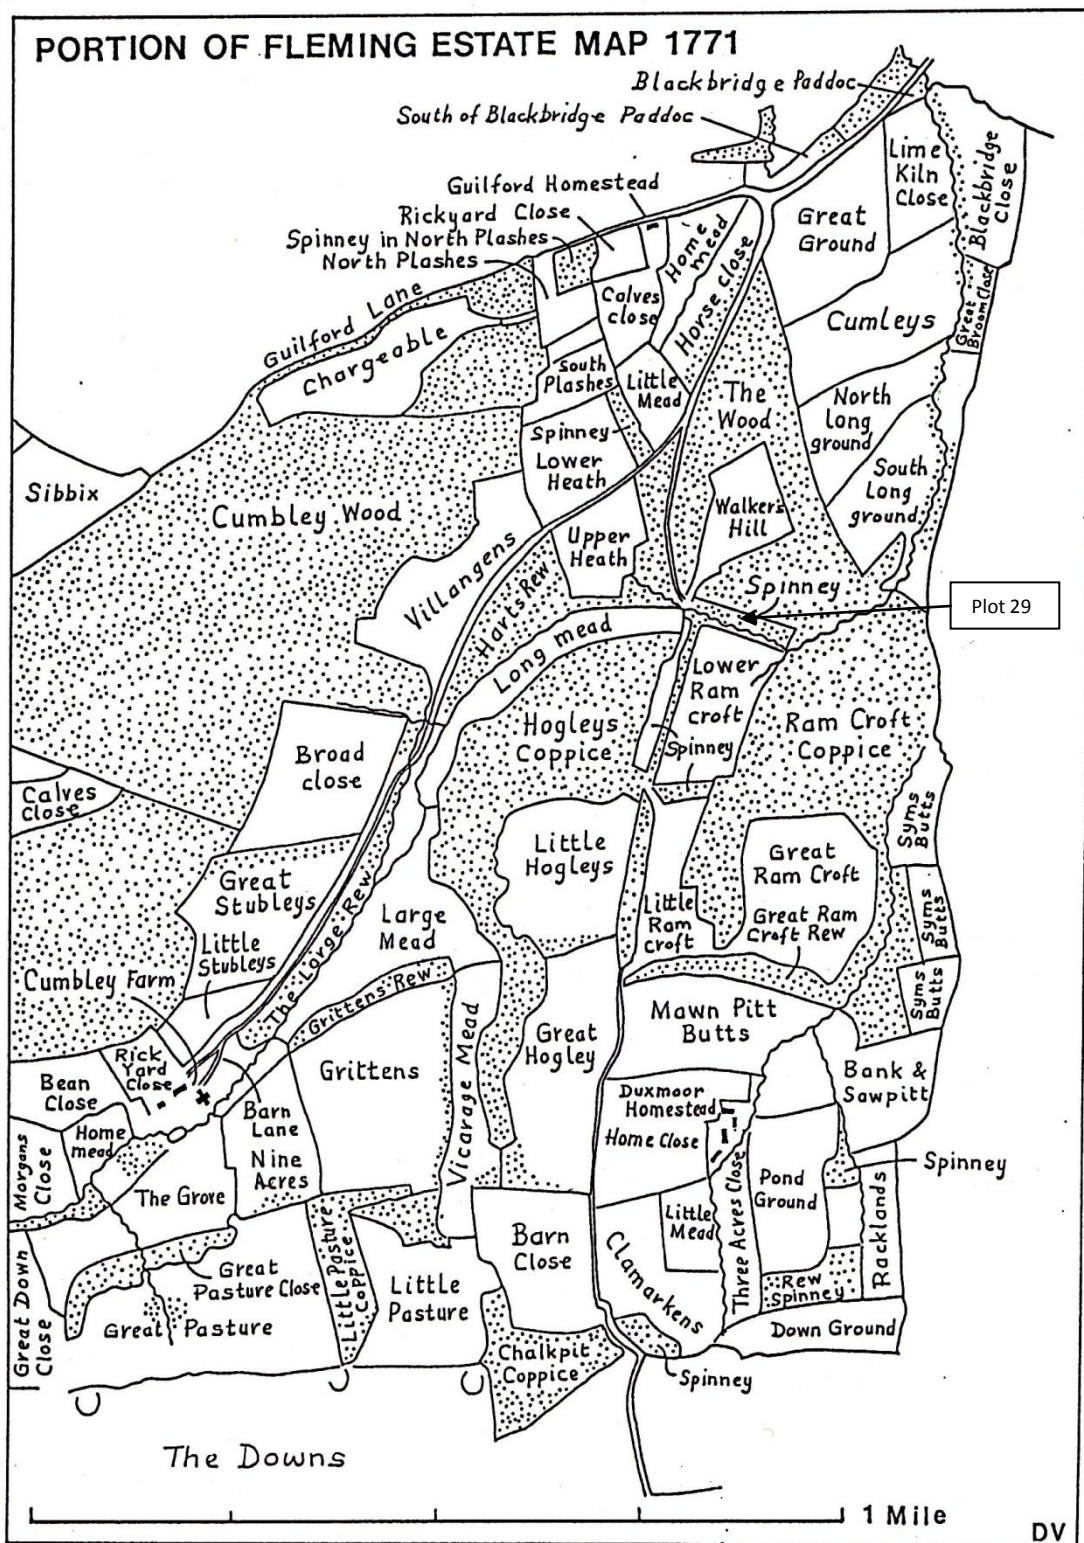 PORTION OF FLEMING ESTATE MAP 1771
Blackbridge Paddoc
South of Blackbridge Paddoc
Lime
Kiln
Close
Blackbridge
Close
Guilford Homestead
Rickyard Close
Spinney in North Plashes
North Plashes
Home
mead
Great
Ground
Horse close
Calves
close
Great
Broom Close
Guilford Lane
Chargeable
Cumleys
South
Plashes
Little
Mead
The
Wood
North
Long
ground
Spinney
Lower
Heath
South
Long
ground
Sibbix
Cumbley Wood
Walkers
Hill
Upper
Heath
Villangens
Harts Rew
Spinney
Plot 29
Long mead
Lower
Ram
croft
Hogleys
Coppice
Ram Croft
Coppice
Spinney
Broad
close
Calves
Close
Syms
Butts
Little
Hogleys
Great
Ram Croft
Great
Stubleys
The Large Rew
Large
Mead
Little
Ram
croft
Great Ram
Croft Rew
Syms
Butts
Little
Stubleys
Cumbley Farm
Grittens Rew
Syms
Butts
Mawn Pitt
Butts
Vicarage Mead
Great
Hogley
Rick
Yard
Close
Grittens
Bank &
Sawpitt
Bean
Close
Duxmoor
Homestead
Home Close
Barn
Lane
Home
mead
Nine
Acres
Spinney
Morgans
Close
The Grove
Pond
Ground
Three Acres Close
Racklands
Little
Mead
Barn
Close
Clamarkens
Great
Pasture Close
Little Pasture
Coppice
Little
Pasture
Rew
Spinney
Great Down
Close
Great Pasture
Down Ground
Chalkpit
Coppice
Spinney
The Downs
1 Mile
DV